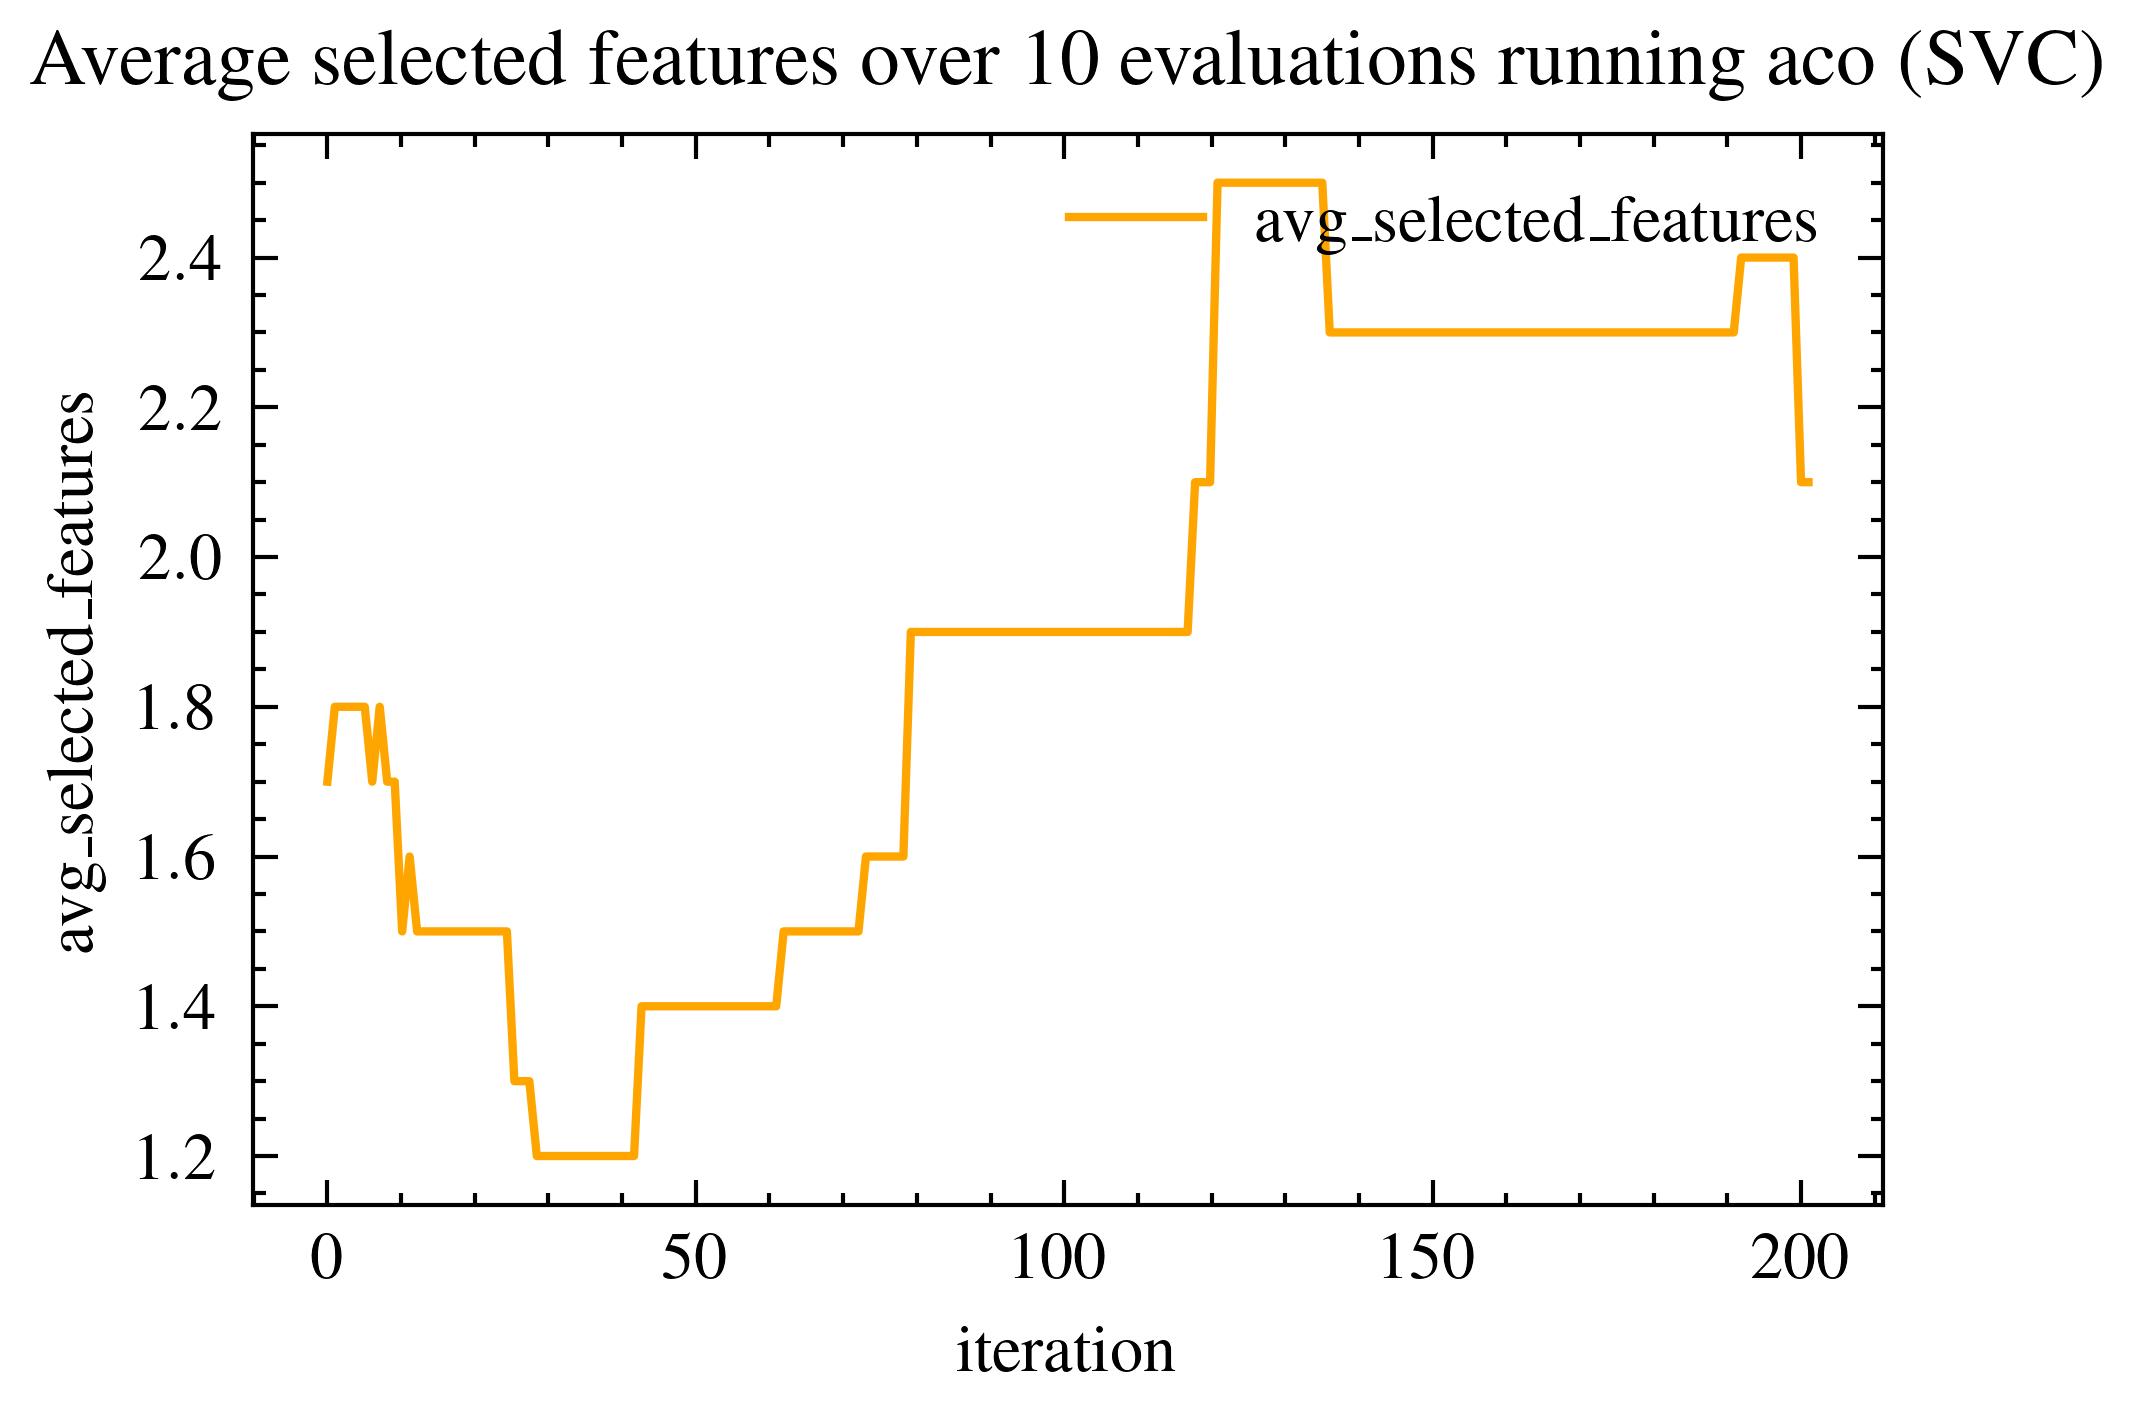 Average selected features over 10 evaluations running aco (SVC)
avg_selected_features
avg_selected_features
2.4
2.2
2.0
1.8
1.6
1.4
1.2
0 50 100 150 200
iteration